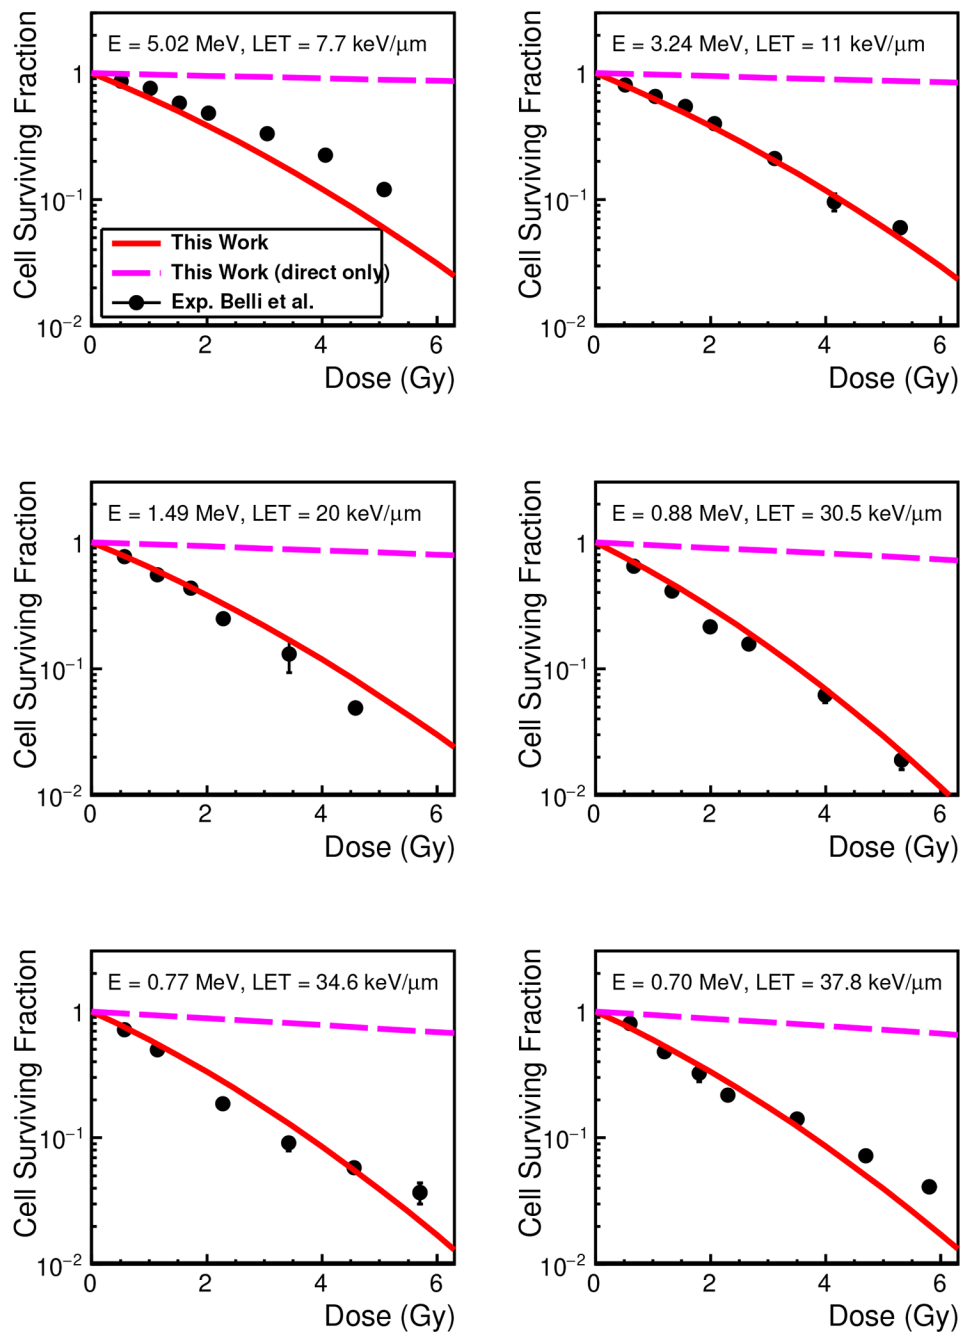 E = 5.02 MeV, LET = 7.7 keV/μm
Cell Surviving Fraction
1
10−1
10−2
This Work
This Work (direct only)
Exp. Belli et al.
0 2 4 6
Dose (Gy)
E = 3.24 MeV, LET = 11 keV/μm
Cell Surviving Fraction
1
10−1
10−2
0 2 4 6
Dose (Gy)
E = 1.49 MeV, LET = 20 keV/μm
Cell Surviving Fraction
1
10−1
10−2
0 2 4 6
Dose (Gy)
E = 0.88 MeV, LET = 30.5 keV/μm
Cell Surviving Fraction
1
10−1
10−2
0 2 4 6
Dose (Gy)
E = 0.77 MeV, LET = 34.6 keV/μm
Cell Surviving Fraction
1
10−1
10−2
0 2 4 6
Dose (Gy)
E = 0.70 MeV, LET = 37.8 keV/μm
Cell Surviving Fraction
1
10−1
10−2
0 2 4 6
Dose (Gy)